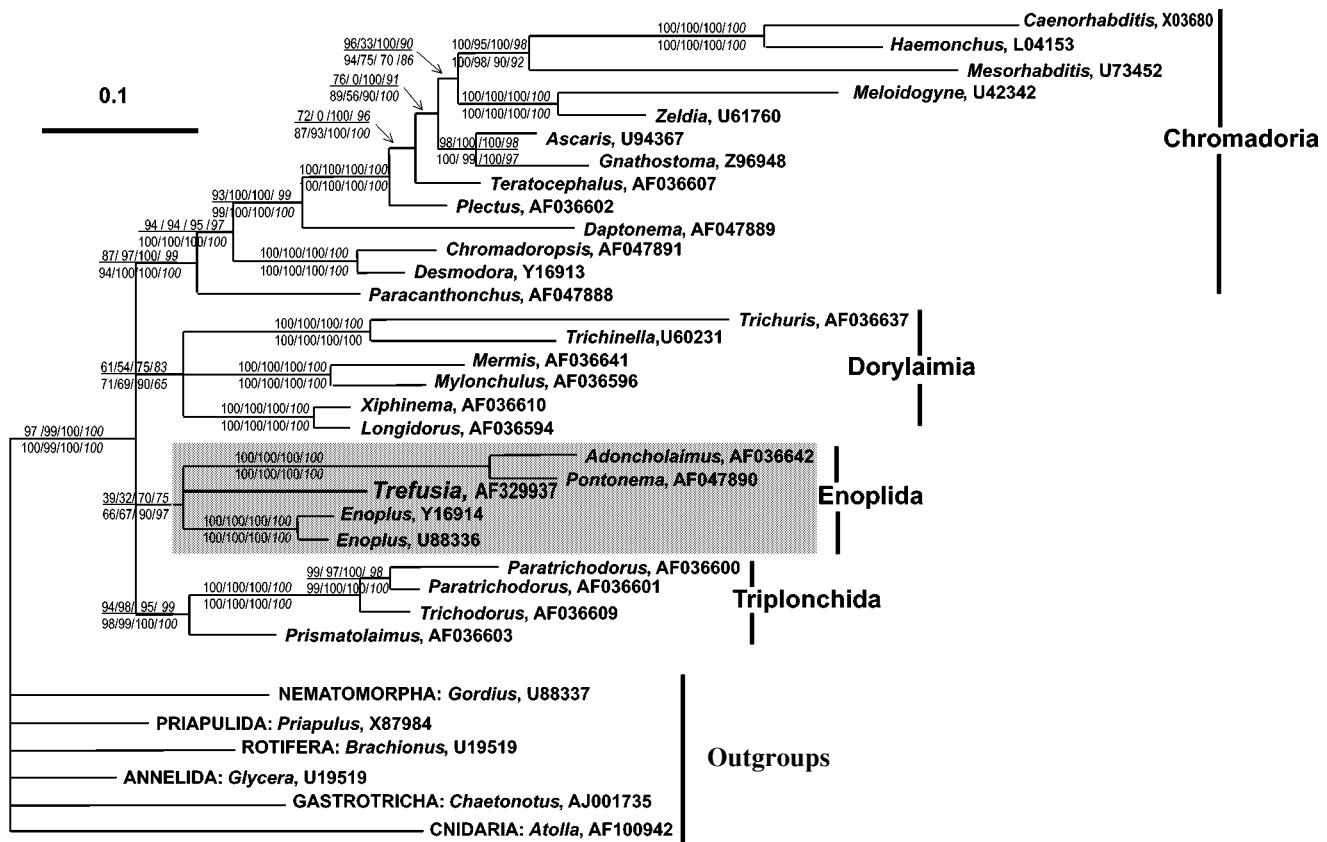 Caenorhabditis, X03680
96/33/100/90
94/75/ 70 /86
100/95/100/98
100/98/ 90/92
100/100/100/100
100/100/100/100
Haemonchus, L04153
Mesorhabditis, U73452
76/ 0/100/91
89/56/90/100
0.1
100/100/100/100
100/100/100/100
Meloidogyne, U42342
Zeldia, U61760
72/ 0 /100/ 96
87/93/100/100
Chromadoria
98/100/100/98
100/ 99 /100/97
Ascaris, U94367
Gnathostoma, Z96948
100/100/100/100
100/100/100/100
Teratocephalus, AF036607
Plectus, AF036602
93/100/100/ 99
99/100/100/100
Daptonema, AF047889
94 / 94 / 95 / 97
100/100/100/100
100/100/100/100
100/100/100/100
Chromadoropsis, AF047891
Desmodora, Y16913
87/ 97/100/ 99
94/100/100/100
Paracanthonchus, AF047888
100/100/100/100
100/100/100/100
Trichuris, AF036637
Trichinella,U60231
61/54/ 75/83
71/69/ 90/65
100/100/100/100
100/100/100/100
Mermis, AF036641
Mylonchulus, AF036596
Dorylaimia
100/100/100/100
100/100/100/100
Xiphinema, AF036610
Longidorus, AF036594
97 /99/100/100
100/99/100/100
100/100/100/100
100/100/100/100
Adoncholaimus, AF036642
Pontonema, AF047890
39/32/ 70/75
66/67/ 90/97
Trefusia, AF329937
Enoplida
100/100/100/100
100/100/100/100
Enoplus, Y16914
Enoplus, U88336
99/ 97/100/ 98
99/100/100/100
Paratrichodorus, AF036600
Paratrichodorus, AF036601
100/100/100/100
100/100/100/100
Triplonchida
94/98/ 95/ 99
98/99/100/100
Trichodorus, AF036609
Prismatolaimus, AF036603
NEMATOMORPHA: Gordius, U88337
PRIAPULIDA: Priapulus, X87984
ROTIFERA: Brachionus, U19519
Outgroups
ANNELIDA: Glycera, U19519
GASTROTRICHA: Chaetonotus, AJ001735
CNIDARIA: Atolla, AF100942